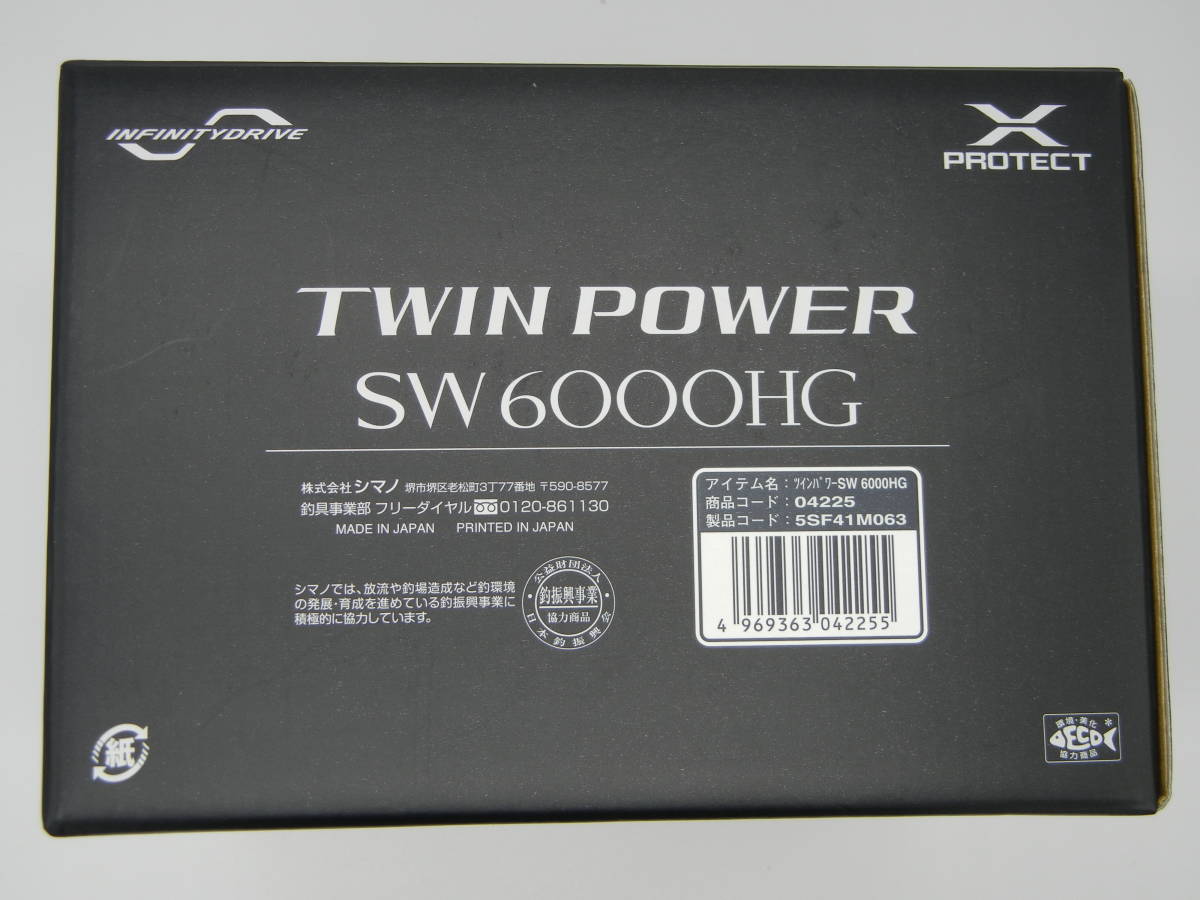 INFINITYDRIVE
X
PROTECT
TWIN POWER
SW 6000HG
株式会社 シマノ 堺市堺区老松町3丁77番地 〒590-8577
釣具事業部 フリーダイヤル 0120-861130
MADE IN JAPAN PRINTED IN JAPAN
シマノでは、放流や釣場造成など釣環境
の発展・育成を進めている釣振興事業に
積極的に協力しています。
公益財団法人
釣振興事業
協力商品
日本釣振興会
アイテム名：ﾂｲﾝﾊﾟﾜｰSW 6000HG
商品コード：04225
製品コード：5SF41M063
4 969363 042255
紙
環境・美化
ECO
協力商品